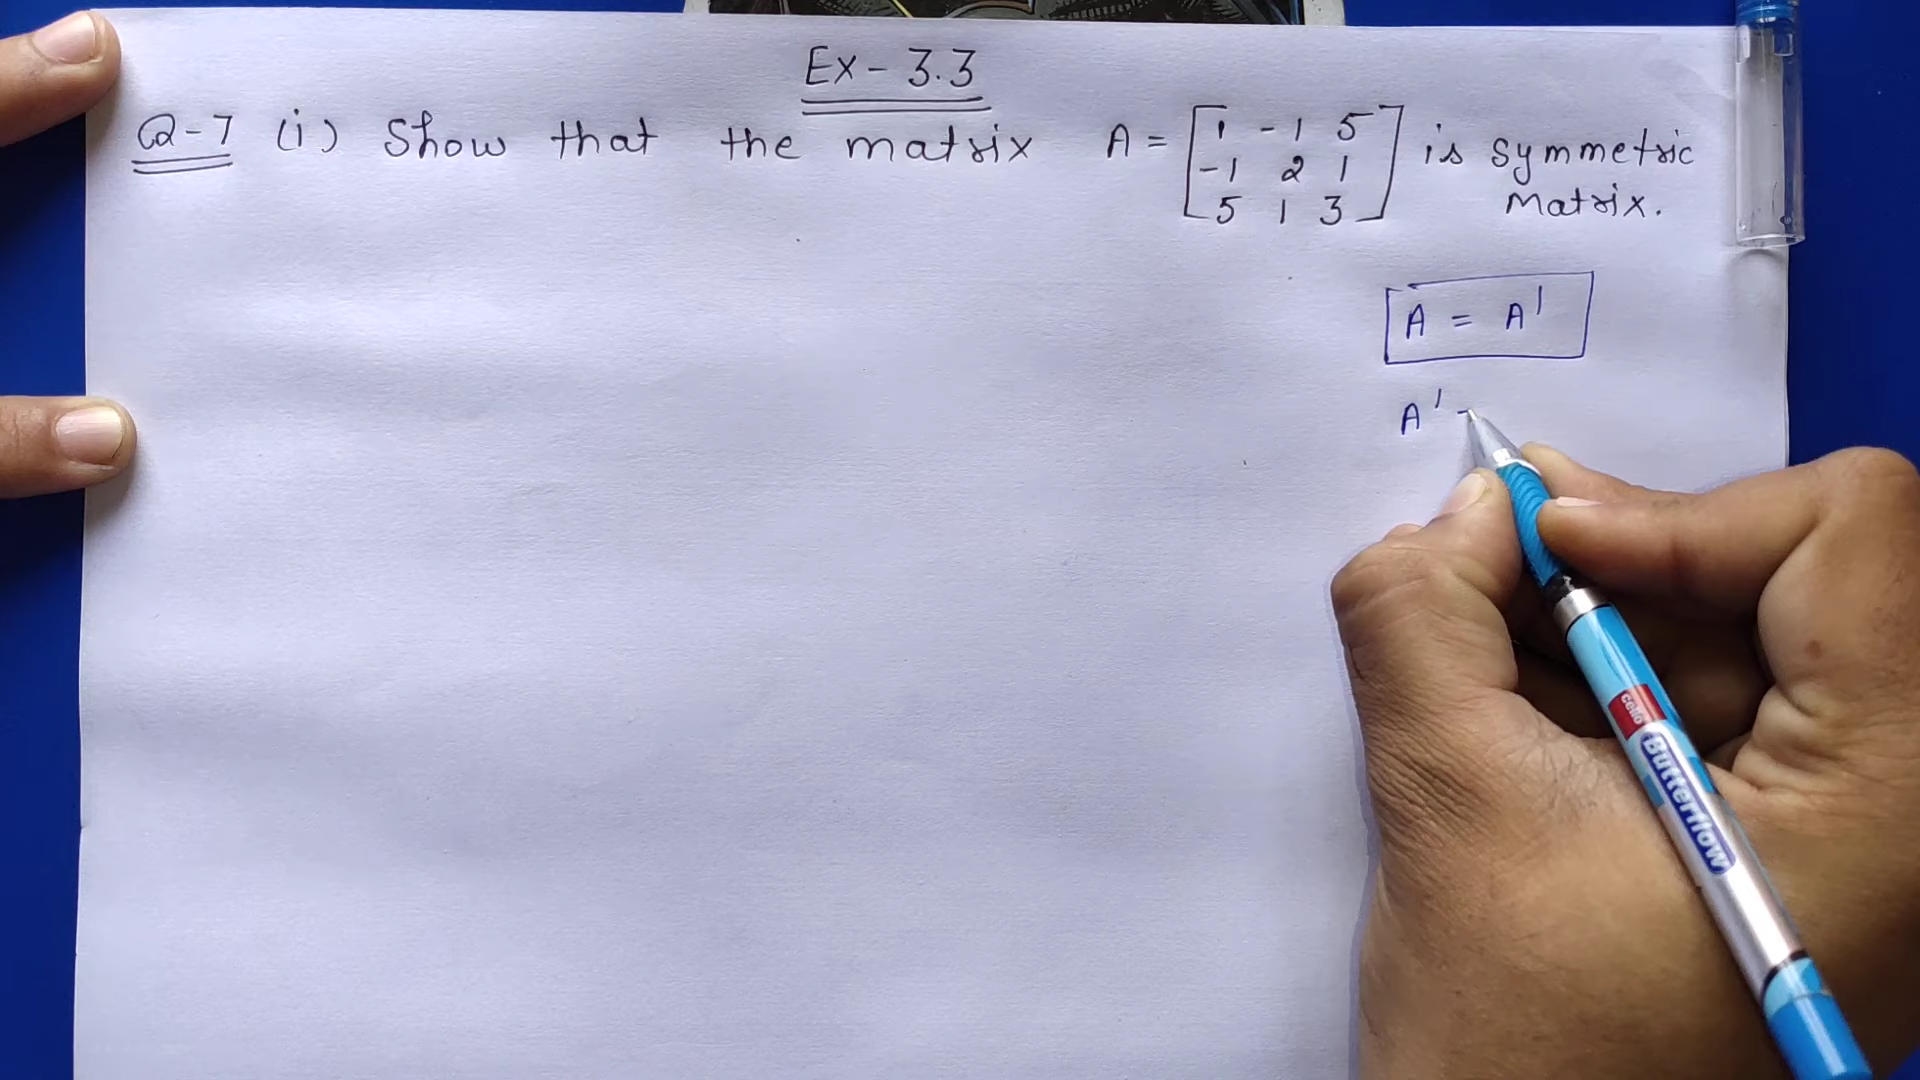 Ex - 3.3
Q-7 (i) Show that the matrix A = [1 -1 5
-1 2 1
5 1 3] is symmetric
Matrix.
A = A'
A' -
cello
Butterflow